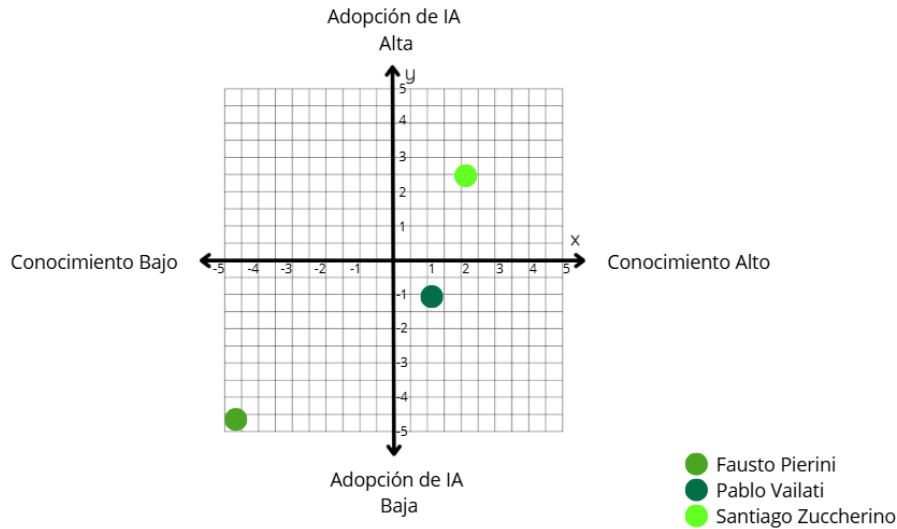 Adopción de IA
Alta
y
5
4
3
2
1
x
Conocimiento Bajo
-5 -4 -3 -2 -1 1 2 3 4 5
Conocimiento Alto
-1
-2
-3
-4
-5
Adopción de IA
Baja
Fausto Pierini
Pablo Vailati
Santiago Zuccherino